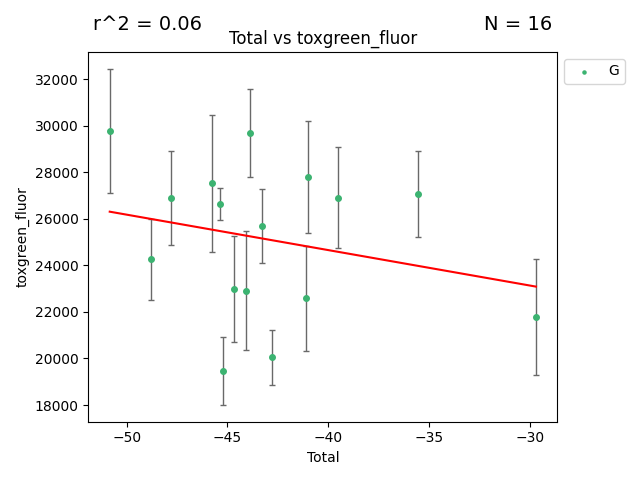 r^2 = 0.06
N = 16
Total vs toxgreen_fluor
G
32000
30000
28000
26000
24000
22000
20000
18000
toxgreen_fluor
−50
−45
−40
−35
−30
Total